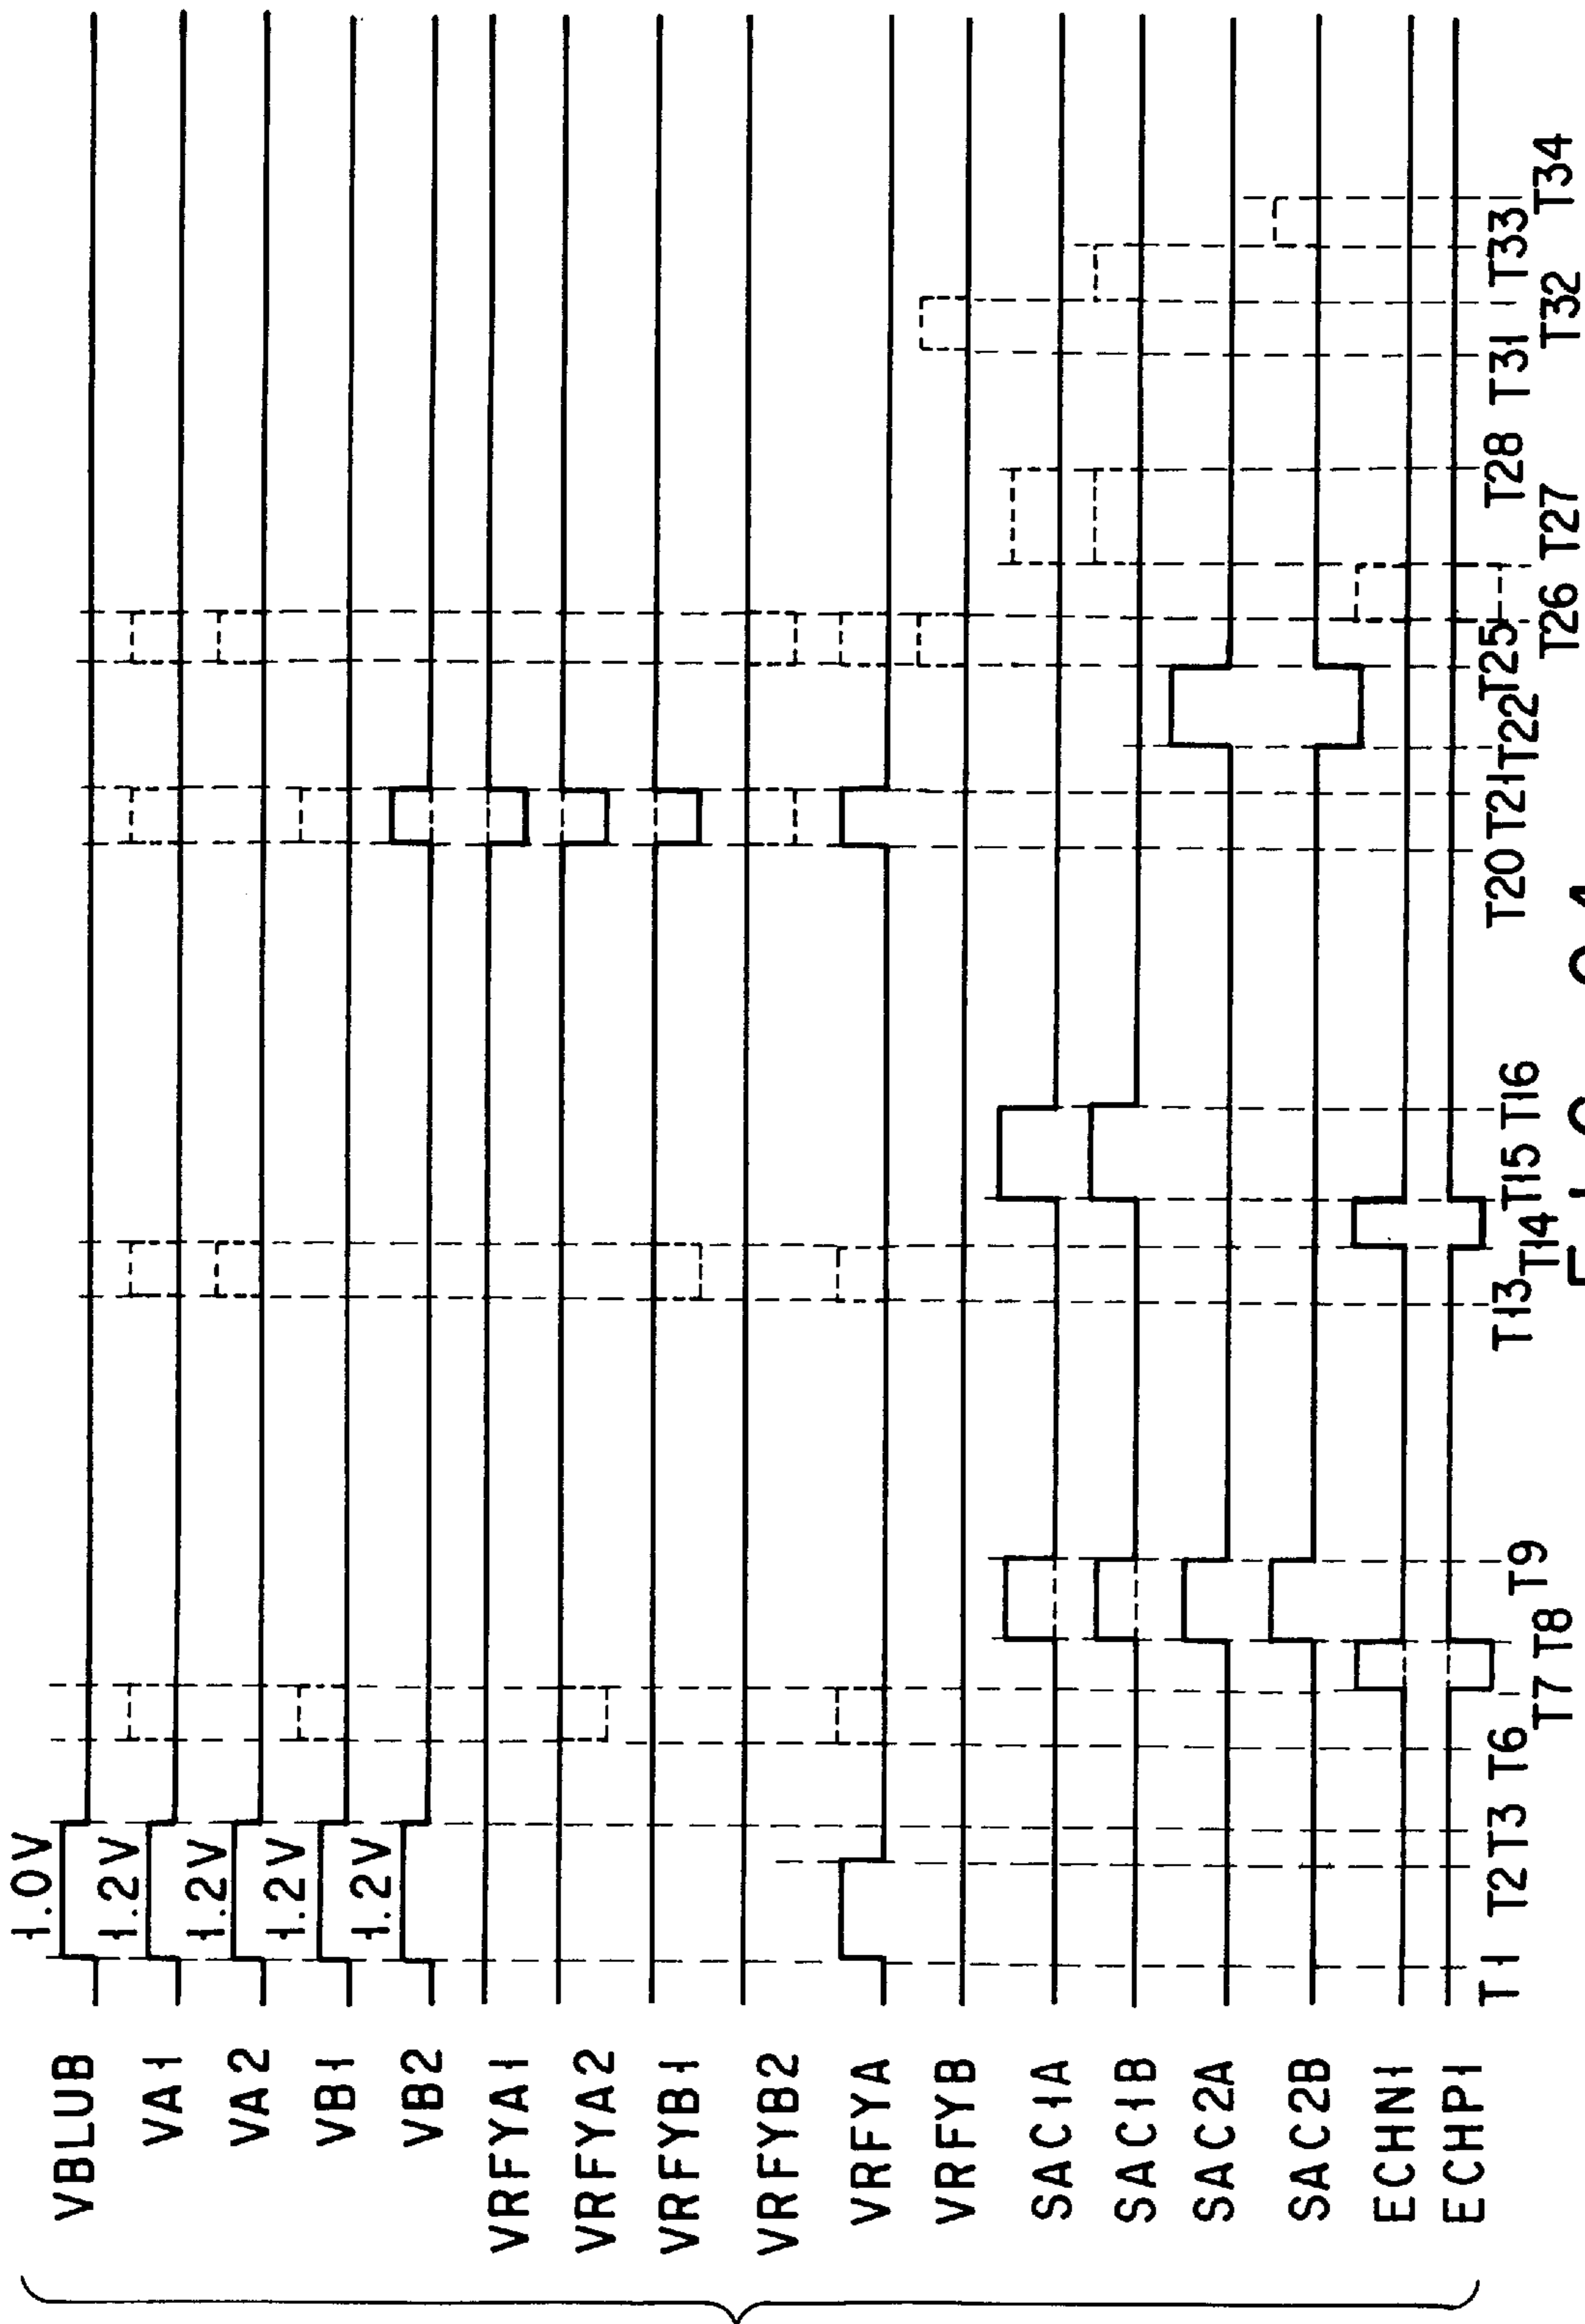 VBLUB
1.0V
VA1
1.2V
VA2
1.2V
VB1
1.2V
VB2
1.2V
VRFYA1
VRFYA2
VRFYB1
VRFYB2
VRFYA
VRFYB
SAC1A
SAC1B
SAC2A
SAC2B
ECHN1
ECHP1
T1 T2 T3 T6 T7 T8 T9 T13 T14 T15 T16 T20 T21 T22 T25 T26 T27 T28 T31 T32 T33 T34